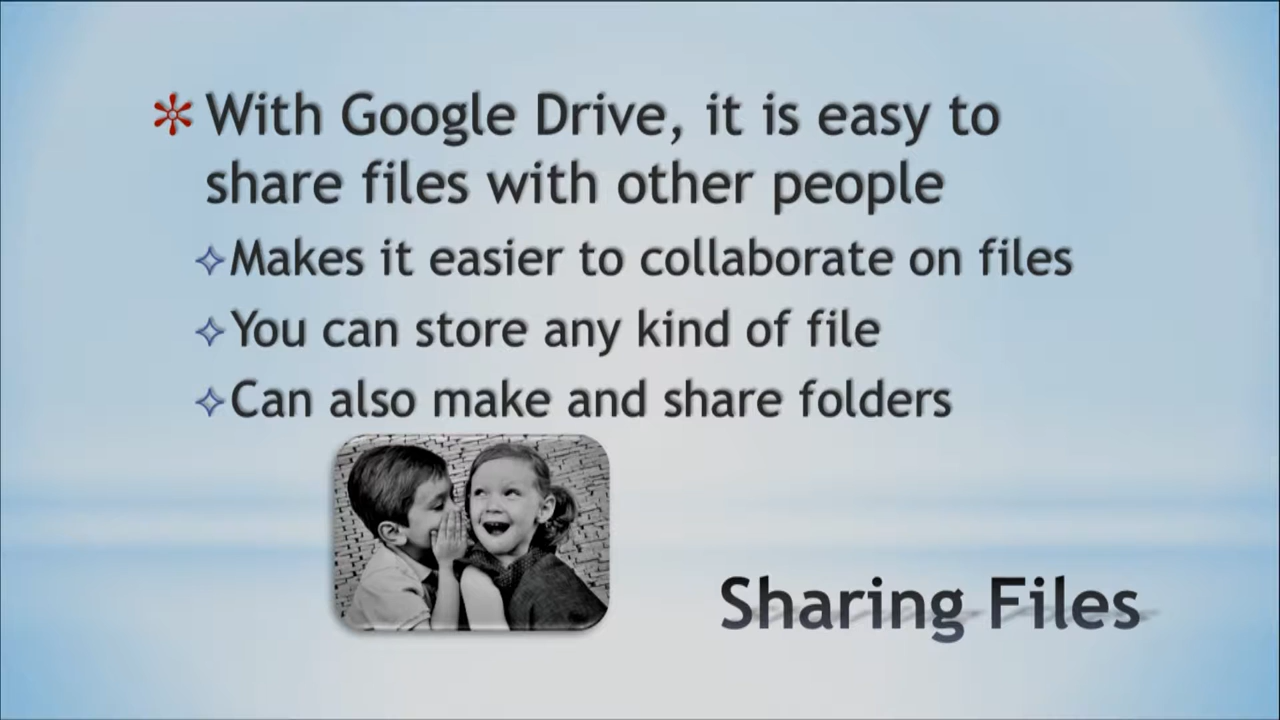 With Google Drive, it is easy to
share files with other people
Makes it easier to collaborate on files
You can store any kind of file
Can also make and share folders
Sharing Files